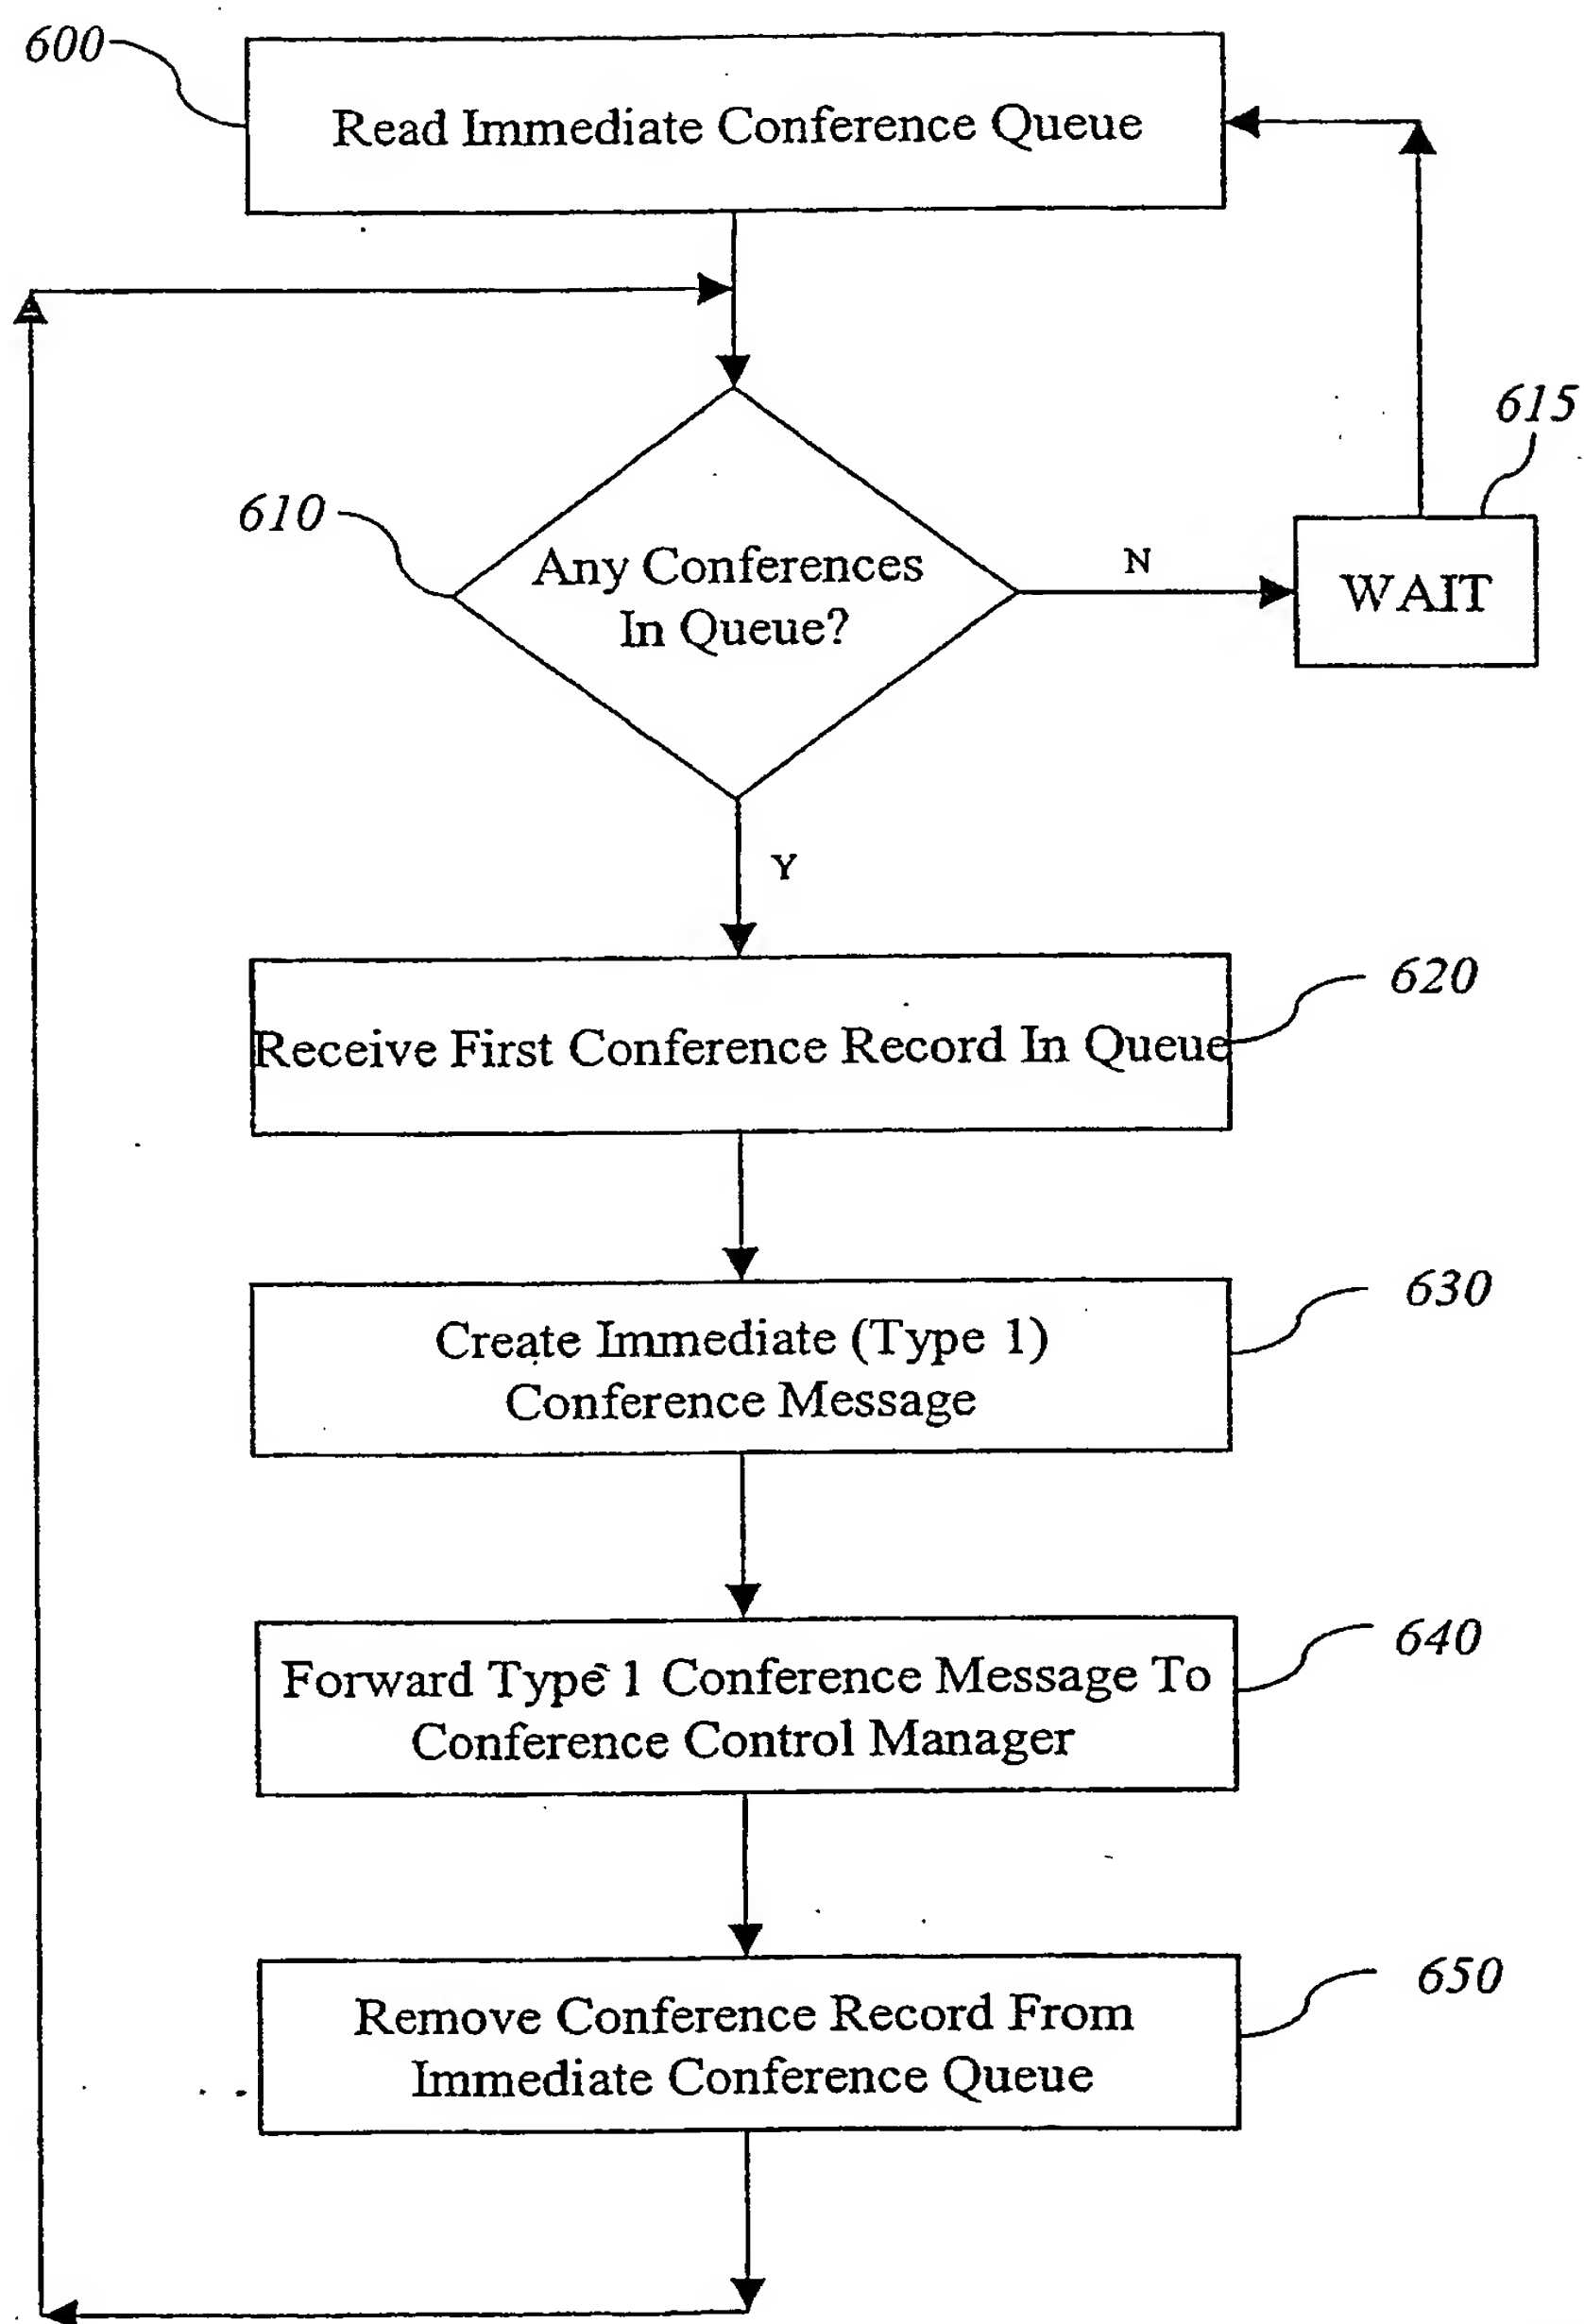 600
Read Immediate Conference Queue
615
610
Any Conferences
In Queue?
N
WAIT
Y
620
Receive First Conference Record In Queue
630
Create Immediate (Type 1)
Conference Message
640
Forward Type 1 Conference Message To
Conference Control Manager
650
Remove Conference Record From
Immediate Conference Queue